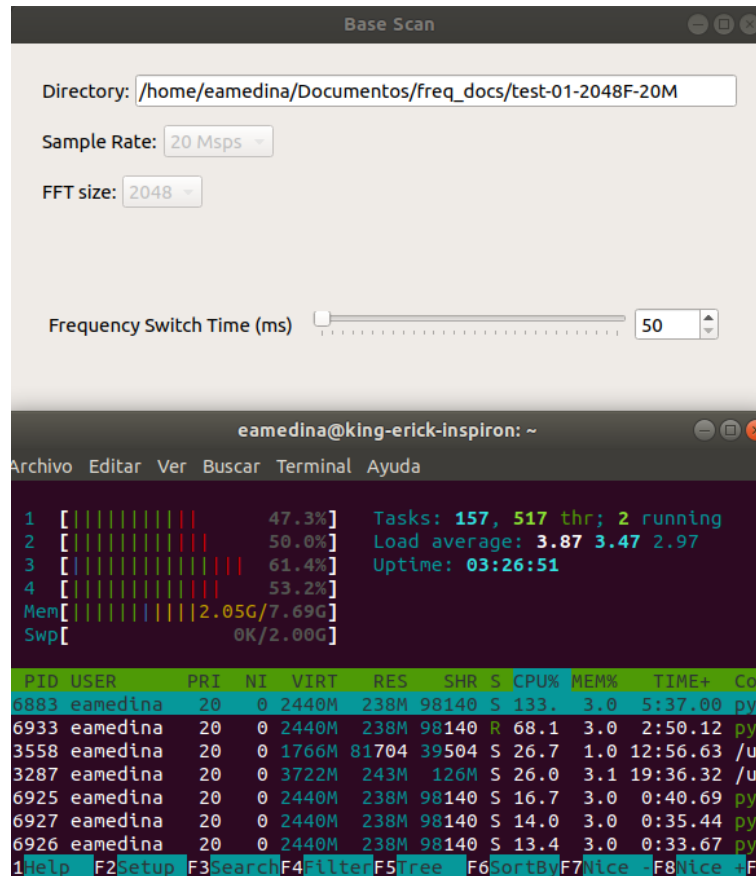 Base Scan
Directory: /home/eamedina/Documentos/freq_docs/test-01-2048F-20M
Sample Rate: 20 Msps
FFT size: 2048
Frequency Switch Time (ms) 50
eamedina@king-erick-inspiron: ~
Archivo Editar Ver Buscar Terminal Ayuda
1 [||||||||||| 47.3%] Tasks: 157, 517 thr; 2 running
2 [|||||||||||| 50.0%] Load average: 3.87 3.47 2.97
3 [||||||||||||||| 61.4%] Uptime: 03:26:51
4 [||||||||||||| 53.2%]
Mem[|||||||||||2.05G/7.69G]
Swp[ 0K/2.00G]
PID USER PRI NI VIRT RES SHR S CPU% MEM% TIME+ Co
6883 eamedina 20 0 2440M 238M 98140 S 133. 3.0 5:37.00 py
6933 eamedina 20 0 2440M 238M 98140 R 68.1 3.0 2:50.12 py
3558 eamedina 20 0 1766M 81704 39504 S 26.7 1.0 12:56.63 /u
3287 eamedina 20 0 3722M 243M 126M S 26.0 3.1 19:36.32 /u
6925 eamedina 20 0 2440M 238M 98140 S 16.7 3.0 0:40.69 py
6927 eamedina 20 0 2440M 238M 98140 S 14.0 3.0 0:35.44 py
6926 eamedina 20 0 2440M 238M 98140 S 13.4 3.0 0:33.67 py
1Help F2Setup F3SearchF4FilterF5Tree F6SortByF7Nice -F8Nice +F